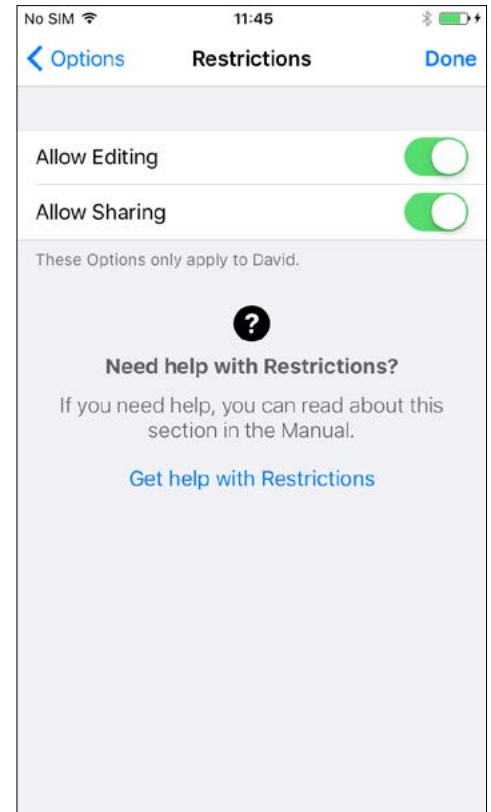 No SIM 11:45
Options Restrictions Done
Allow Editing
Allow Sharing
These Options only apply to David.
?
Need help with Restrictions?
If you need help, you can read about this
section in the Manual.
Get help with Restrictions